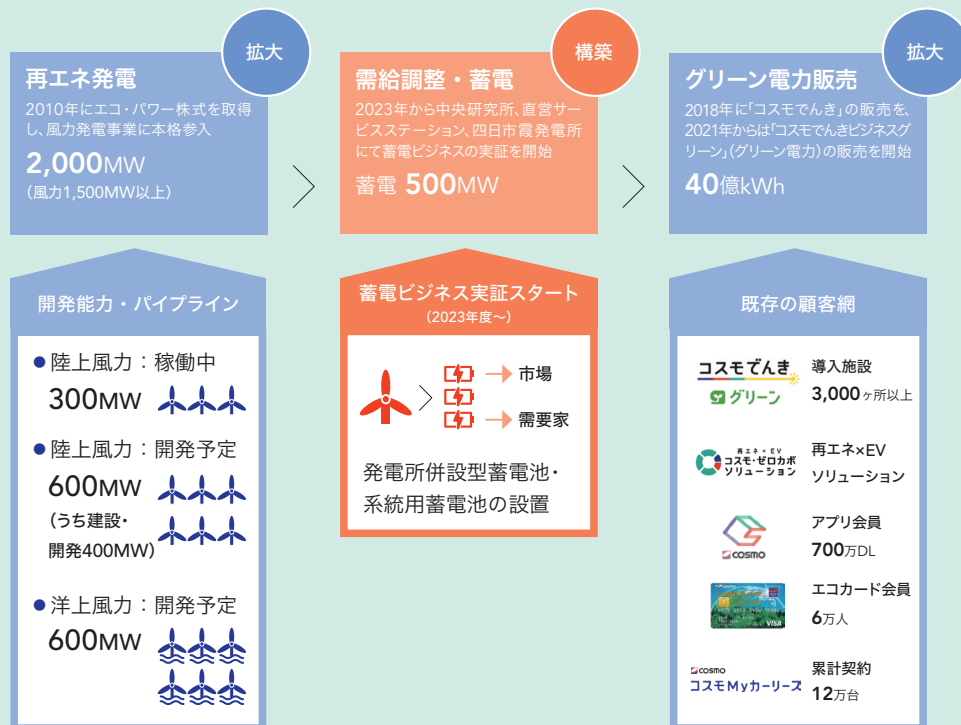 拡大
再エネ発電
2010年にエコ・パワー株式を取得
し、風力発電事業に本格参入
2,000MW
(風力1,500MW以上)
構築
需給調整・蓄電
2023年から中央研究所、直営サー
ビスステーション、四日市霞発電所
にて蓄電ビジネスの実証を開始
蓄電 500MW
拡大
グリーン電力販売
2018年に「コスモでんき」の販売を、
2021年からは「コスモでんきビジネスグ
リーン」(グリーン電力)の販売を開始
40億kWh
開発能力・パイプライン
●陸上風力:稼働中
300MW
●陸上風力:開発予定
600MW
(うち建設・
開発400MW)
●洋上風力:開発予定
600MW
蓄電ビジネス実証スタート
(2023年度～)
市場
需要家
発電所併設型蓄電池・
系統用蓄電池の設置
既存の顧客網
コスモでんき
グリーン
導入施設
3,000ヶ所以上
再エネ×EV
コスモ・ゼロカボ
ソリューション
再エネ×EV
ソリューション
COSMO
アプリ会員
700万DL
VISA
エコカード会員
6万人
COSMO
コスモMyカーリース
累計契約
12万台